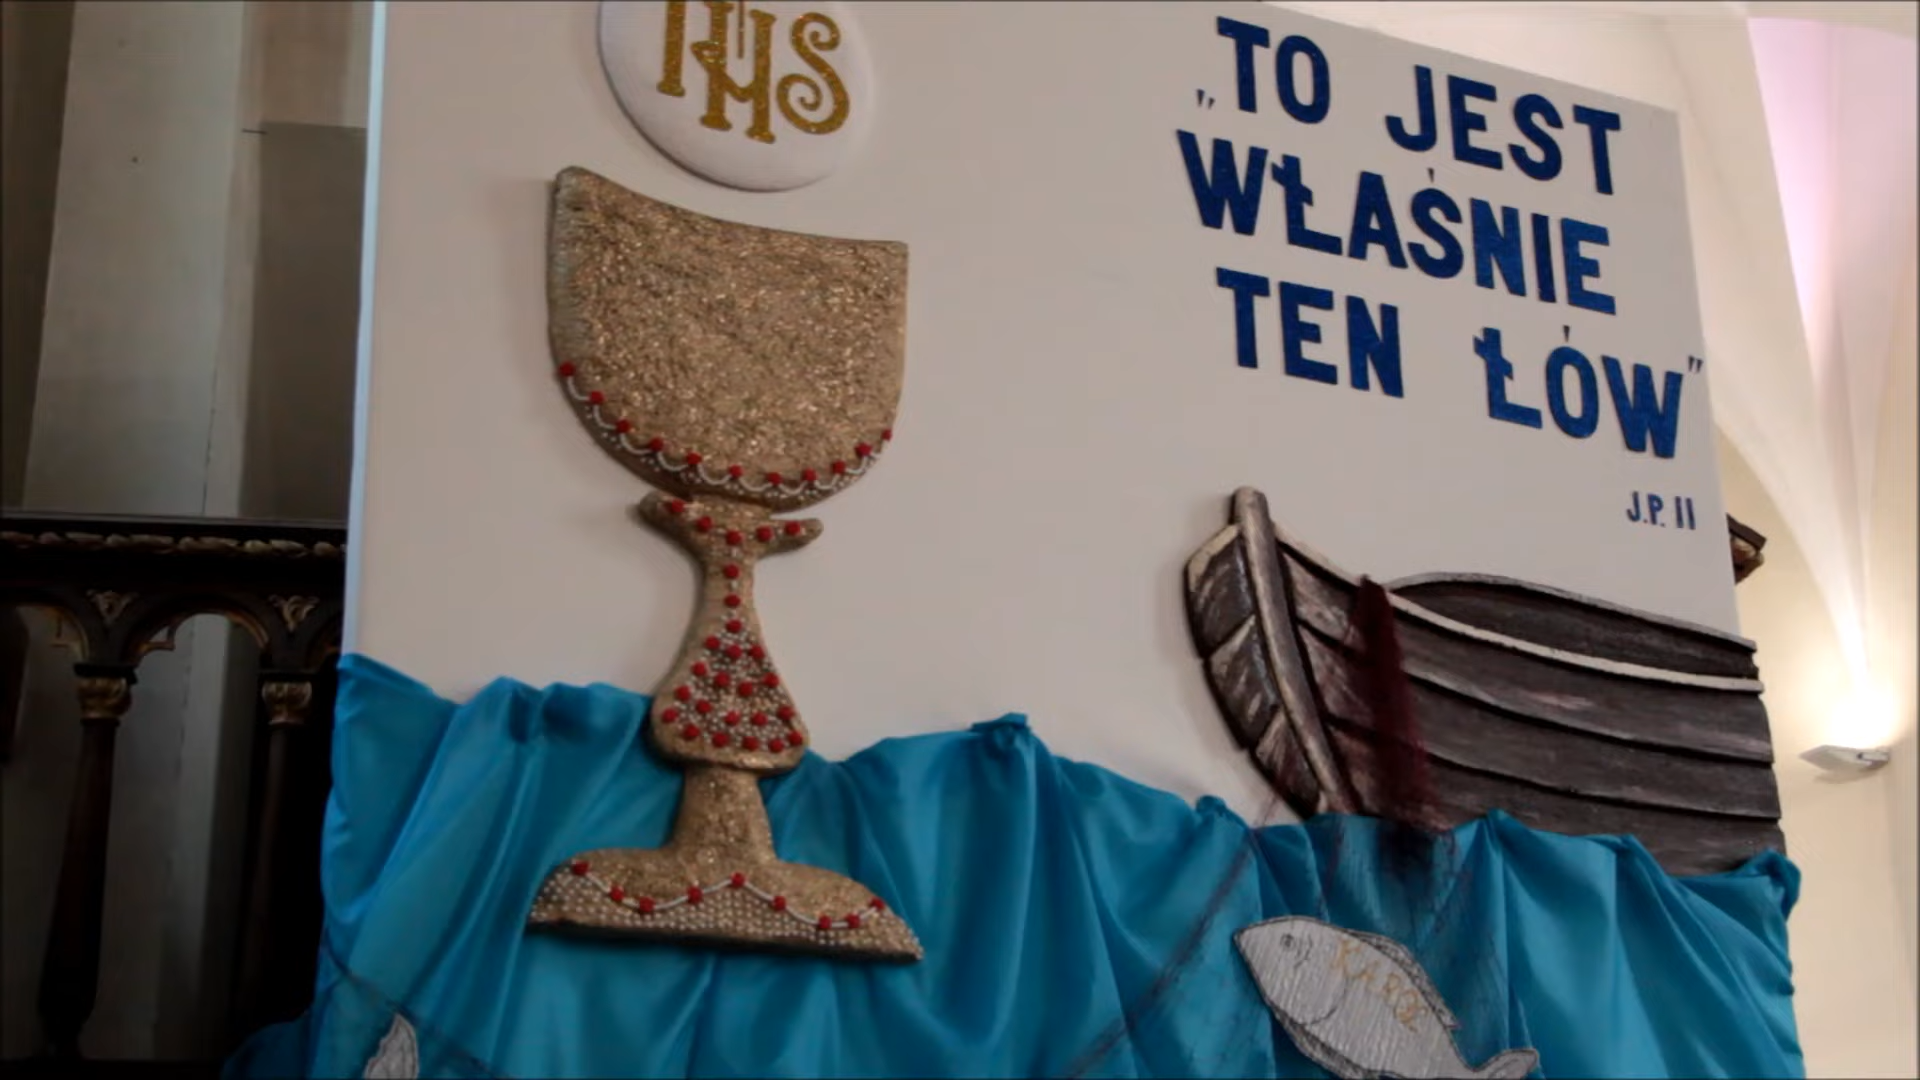 IHS
„TO JEST
WŁAŚNIE
TEN ŁÓW”
J.P. II